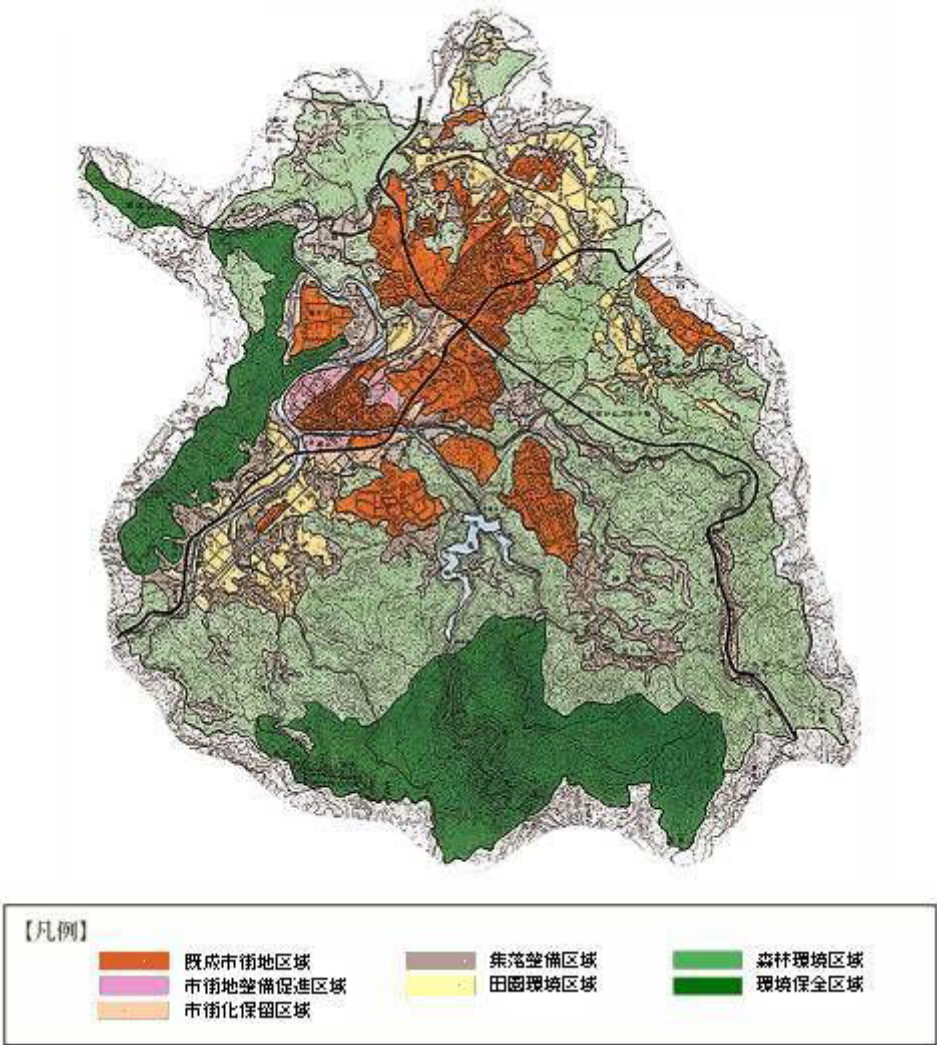 【凡例】
既成市街地区域 集落整備区域 森林環境区域
市街地整備促進区域 田園環境区域 環境保全区域
市街化保留区域